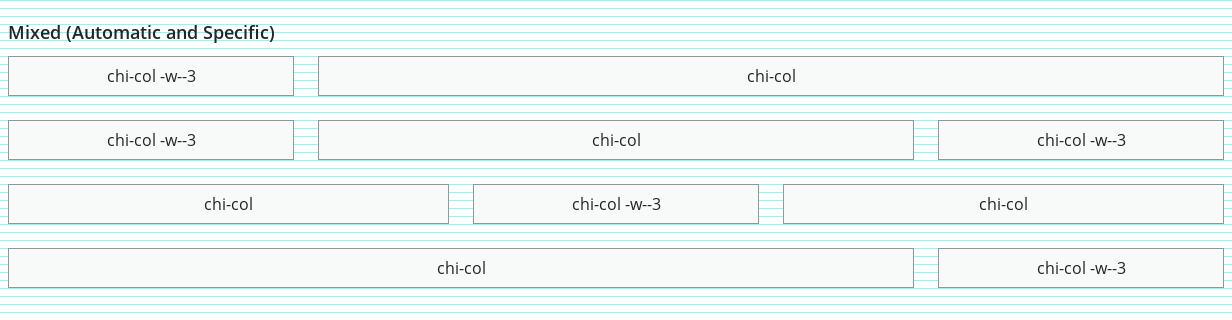 Mixed (Automatic and Specific)
chi-col -w--3 chi-col
chi-col -w--3 chi-col chi-col -w--3
chi-col chi-col -w--3 chi-col
chi-col chi-col -w--3